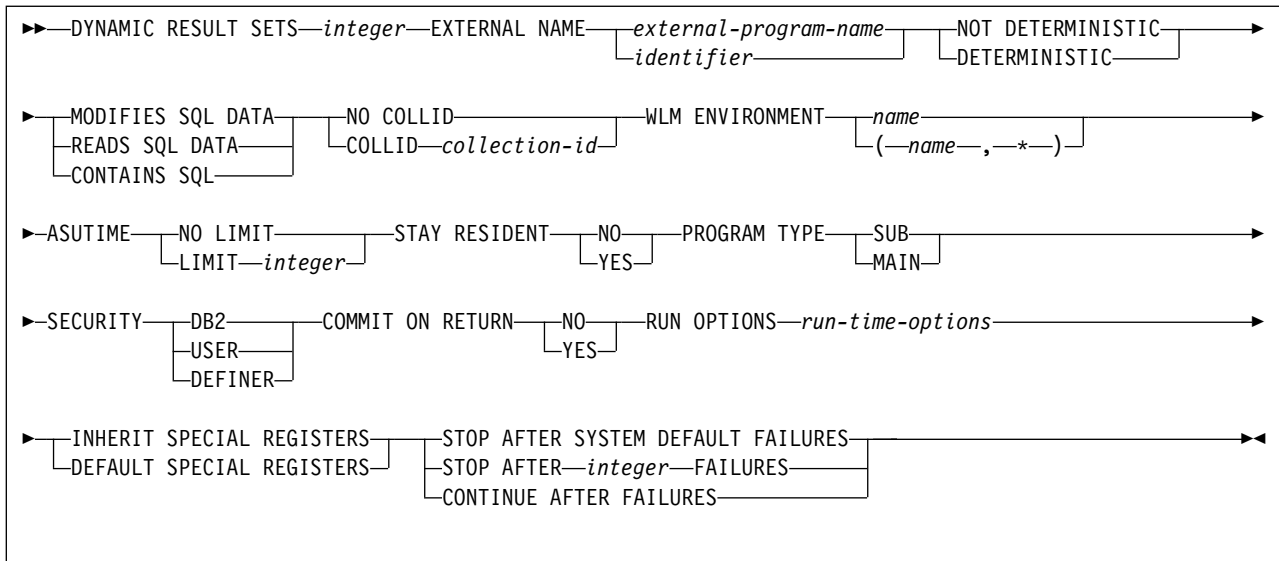 DYNAMIC RESULT SETS integer EXTERNAL NAME external-program-name NOT DETERMINISTIC
identifier DETERMINISTIC
MODIFIES SQL DATA NO COLLID WLM ENVIRONMENT name
READS SQL DATA COLLID collection-id ( name , * )
CONTAINS SQL
ASUTIME NO LIMIT STAY RESIDENT NO PROGRAM TYPE SUB
LIMIT integer YES MAIN
SECURITY DB2 COMMIT ON RETURN NO RUN OPTIONS run-time-options
USER YES
DEFINER
INHERIT SPECIAL REGISTERS STOP AFTER SYSTEM DEFAULT FAILURES
DEFAULT SPECIAL REGISTERS STOP AFTER integer FAILURES
CONTINUE AFTER FAILURES